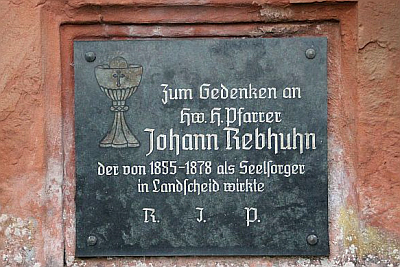 Zum Gedenken an
Hw. H. Pfarrer
Johann Rebhuhn
der von 1855-1878 als Seelsorger
in Landscheid wirkte
R. I. P.